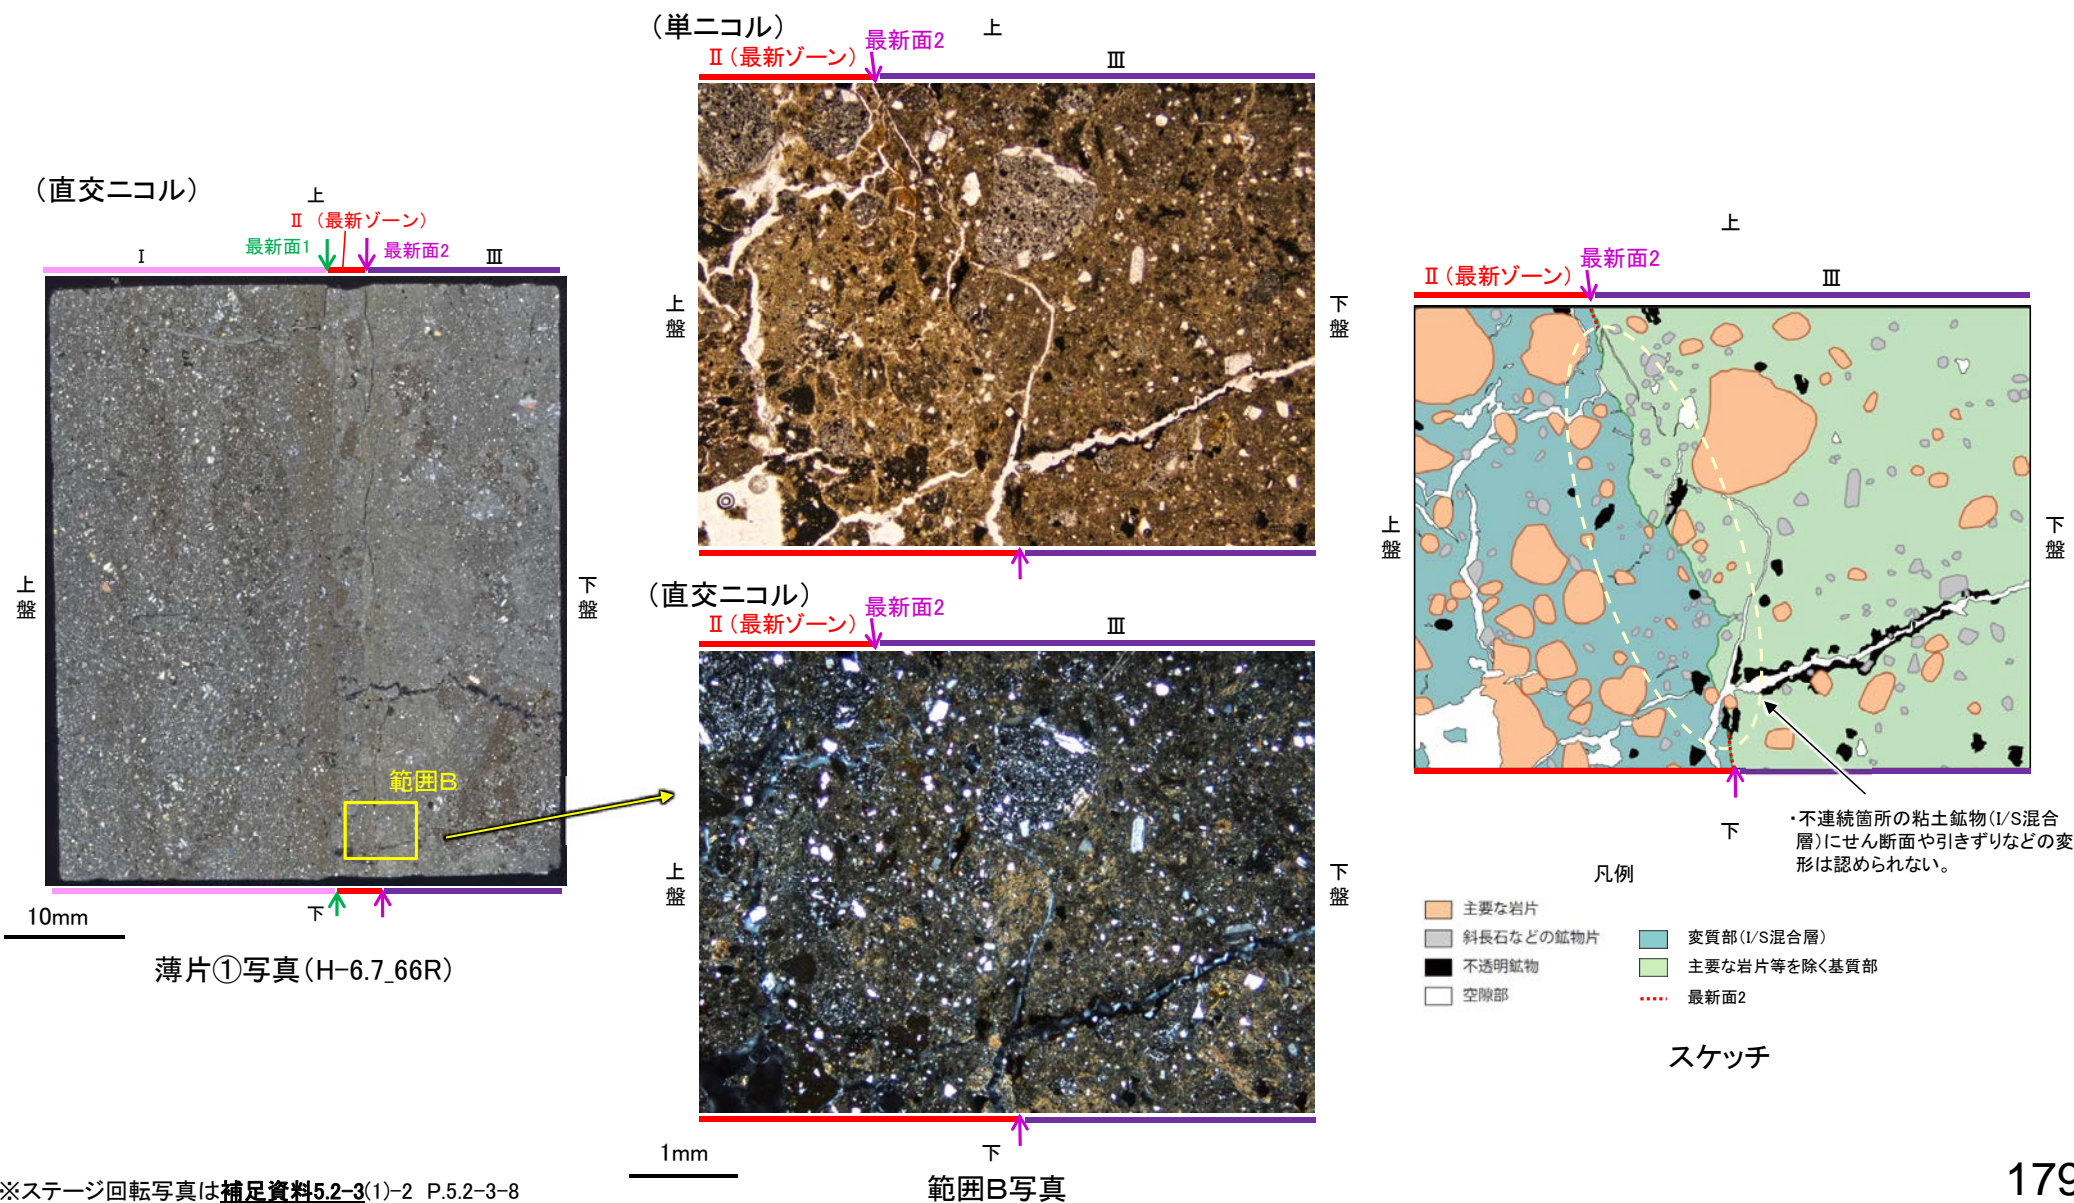 (直交ニコル)
上
Ⅱ (最新ゾーン)
最新面1
最新面2
Ⅰ
Ⅲ
上盤
下盤
範囲B
下
10mm
薄片①写真(H-6.7_66R)
(単ニコル)
上
最新面2
Ⅱ(最新ゾーン)
Ⅲ
上盤
下盤
(直交ニコル)
最新面2
Ⅱ(最新ゾーン)
Ⅲ
上盤
下盤
下
1mm
範囲B写真
上
最新面2
Ⅱ(最新ゾーン)
Ⅲ
上盤
下盤
下
・不連続箇所の粘土鉱物(I/S混合
層)にせん断面や引きずりなどの変
形は認められない。
凡例
主要な岩片
斜長石などの鉱物片
不透明鉱物
空隙部
変質部(I/S混合層)
主要な岩片等を除く基質部
最新面2
スケッチ
※ステージ回転写真は補足資料5.2-3(1)-2 P.5.2-3-8
179